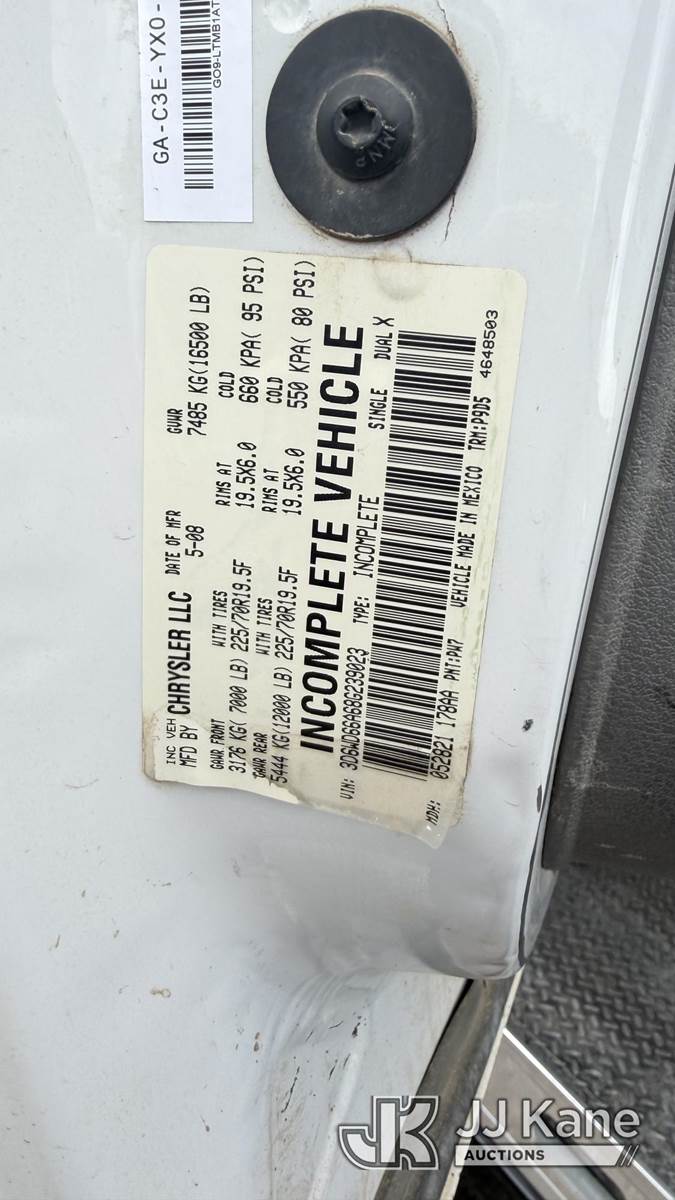 GA-C3E-YX0-
GO9-LTMB1AT
INC VEH
MFD BY CHRYSLER LLC DATE OF MFR GVWR
5-08 7485 KG(16500 LB)
GAWR FRONT WITH TIRES RIMS AT COLD
3176 KG( 7000 LB) 225/70R19.5F 19.5X6.0 660 KPA( 95 PSI)
GAWR REAR WITH TIRES RIMS AT COLD
5444 KG(12000 LB) 225/70R19.5F 19.5X6.0 550 KPA( 80 PSI)
INCOMPLETE VEHICLE
VIN: 3D6WD66A68G239023 TYPE: INCOMPLETE SINGLE DUAL X
MDH: 052821 178AA PNT:PW7 VEHICLE MADE IN MEXICO TRM:P9D5
4648503
JJ Kane
AUCTIONS